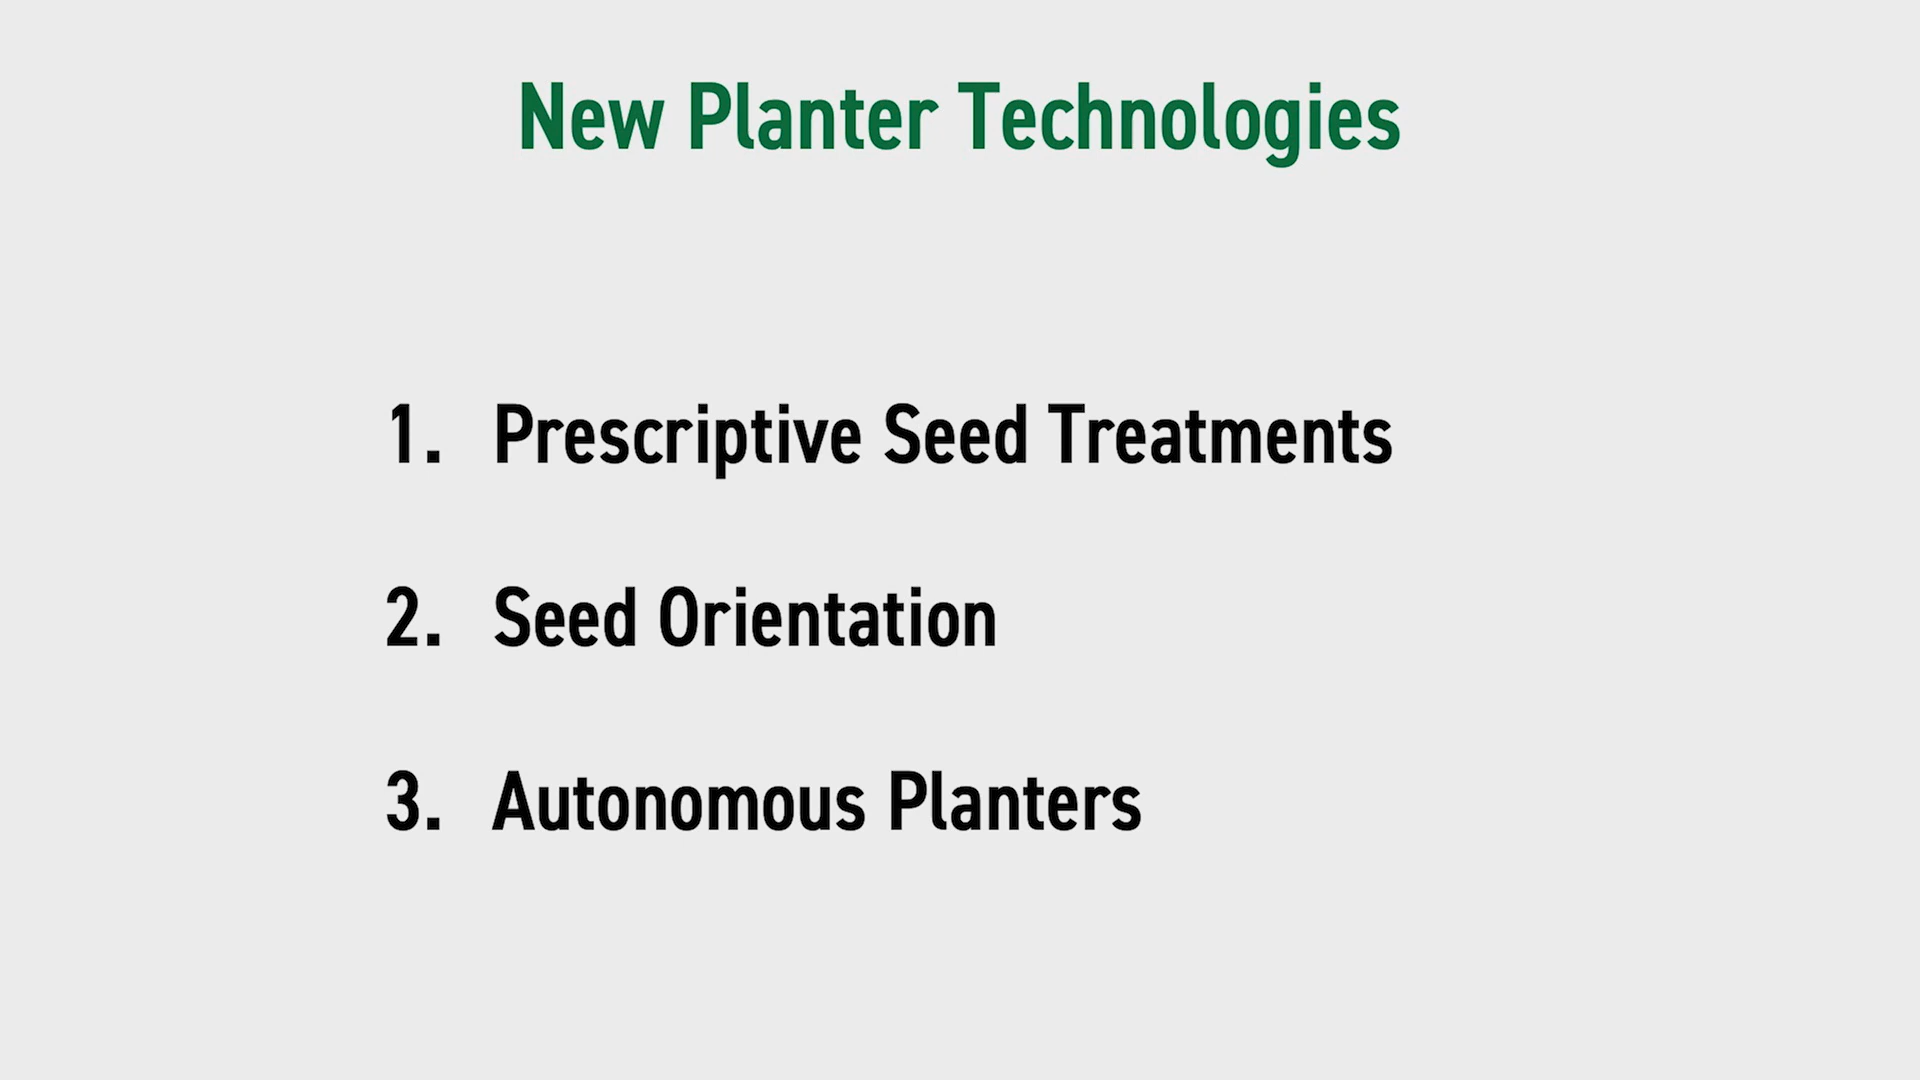 New Planter Technologies
1. Prescriptive Seed Treatments
2. Seed Orientation
3. Autonomous Planters